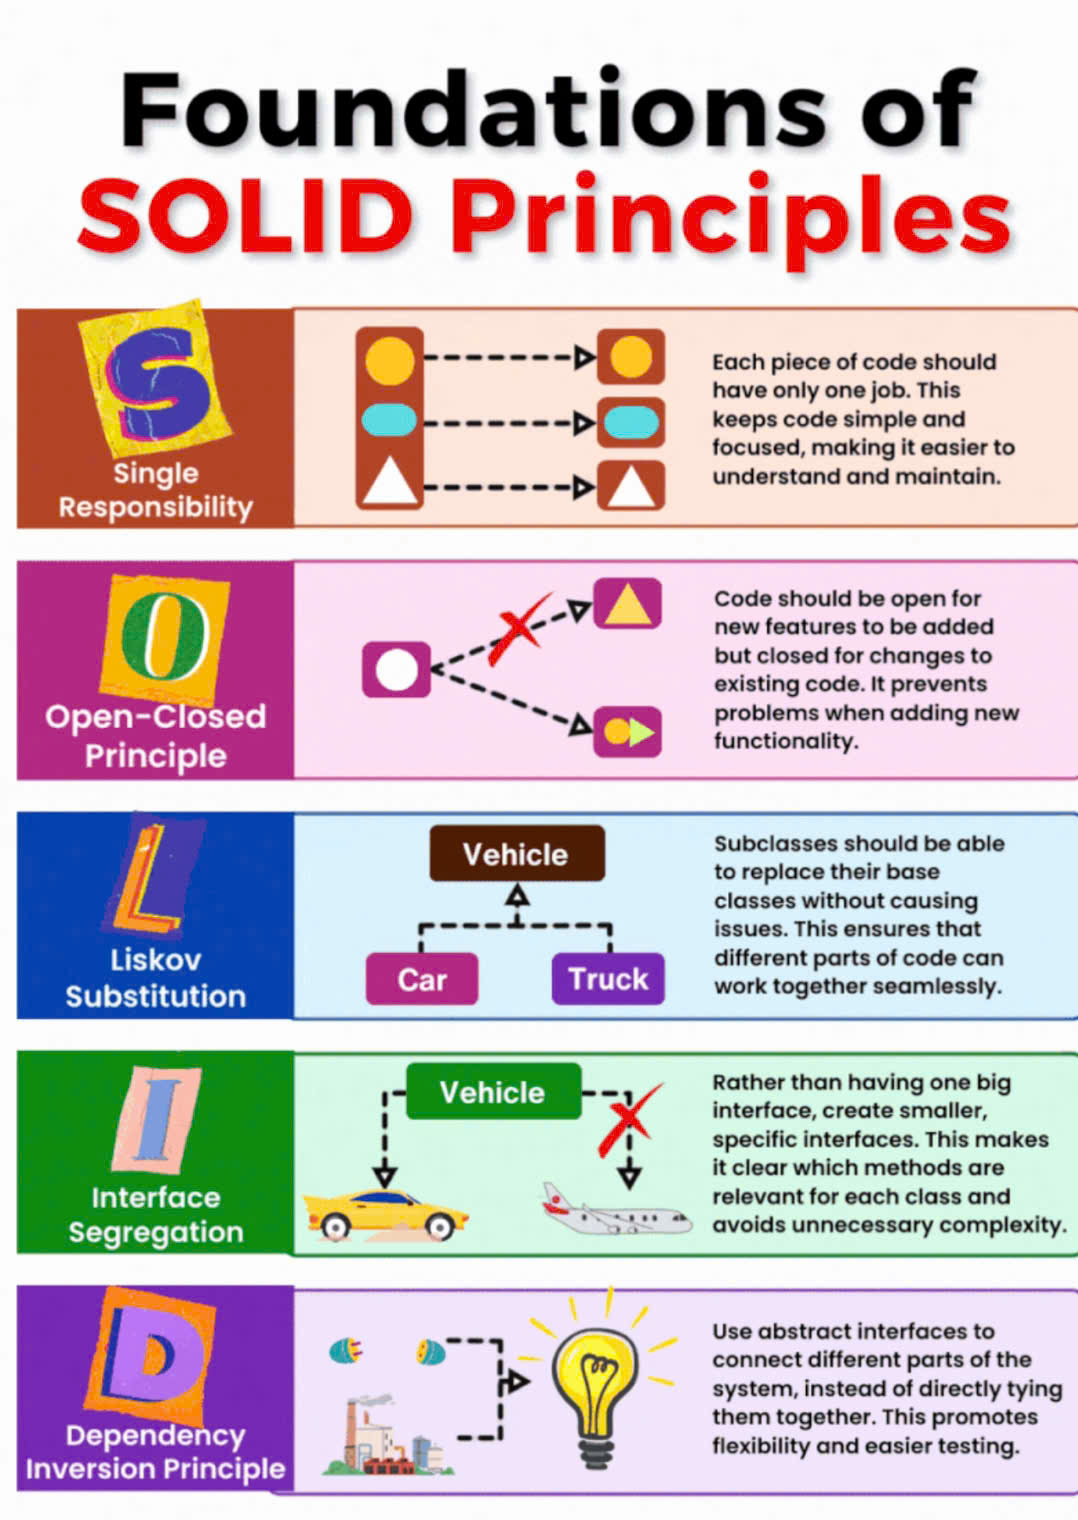 Foundations of
SOLID Principles
S
Single
Responsibility
Each piece of code should
have only one job. This
keeps code simple and
focused, making it easier to
understand and maintain.
O
Open-Closed
Principle
Code should be open for
new features to be added
but closed for changes to
existing code. It prevents
problems when adding new
functionality.
L
Liskov
Substitution
Vehicle
Car
Truck
Subclasses should be able
to replace their base
classes without causing
issues. This ensures that
different parts of code can
work together seamlessly.
I
Interface
Segregation
Vehicle
Rather than having one big
interface, create smaller,
specific interfaces. This makes
it clear which methods are
relevant for each class and
avoids unnecessary complexity.
D
Dependency
Inversion Principle
Use abstract interfaces to
connect different parts of the
system, instead of directly tying
them together. This promotes
flexibility and easier testing.